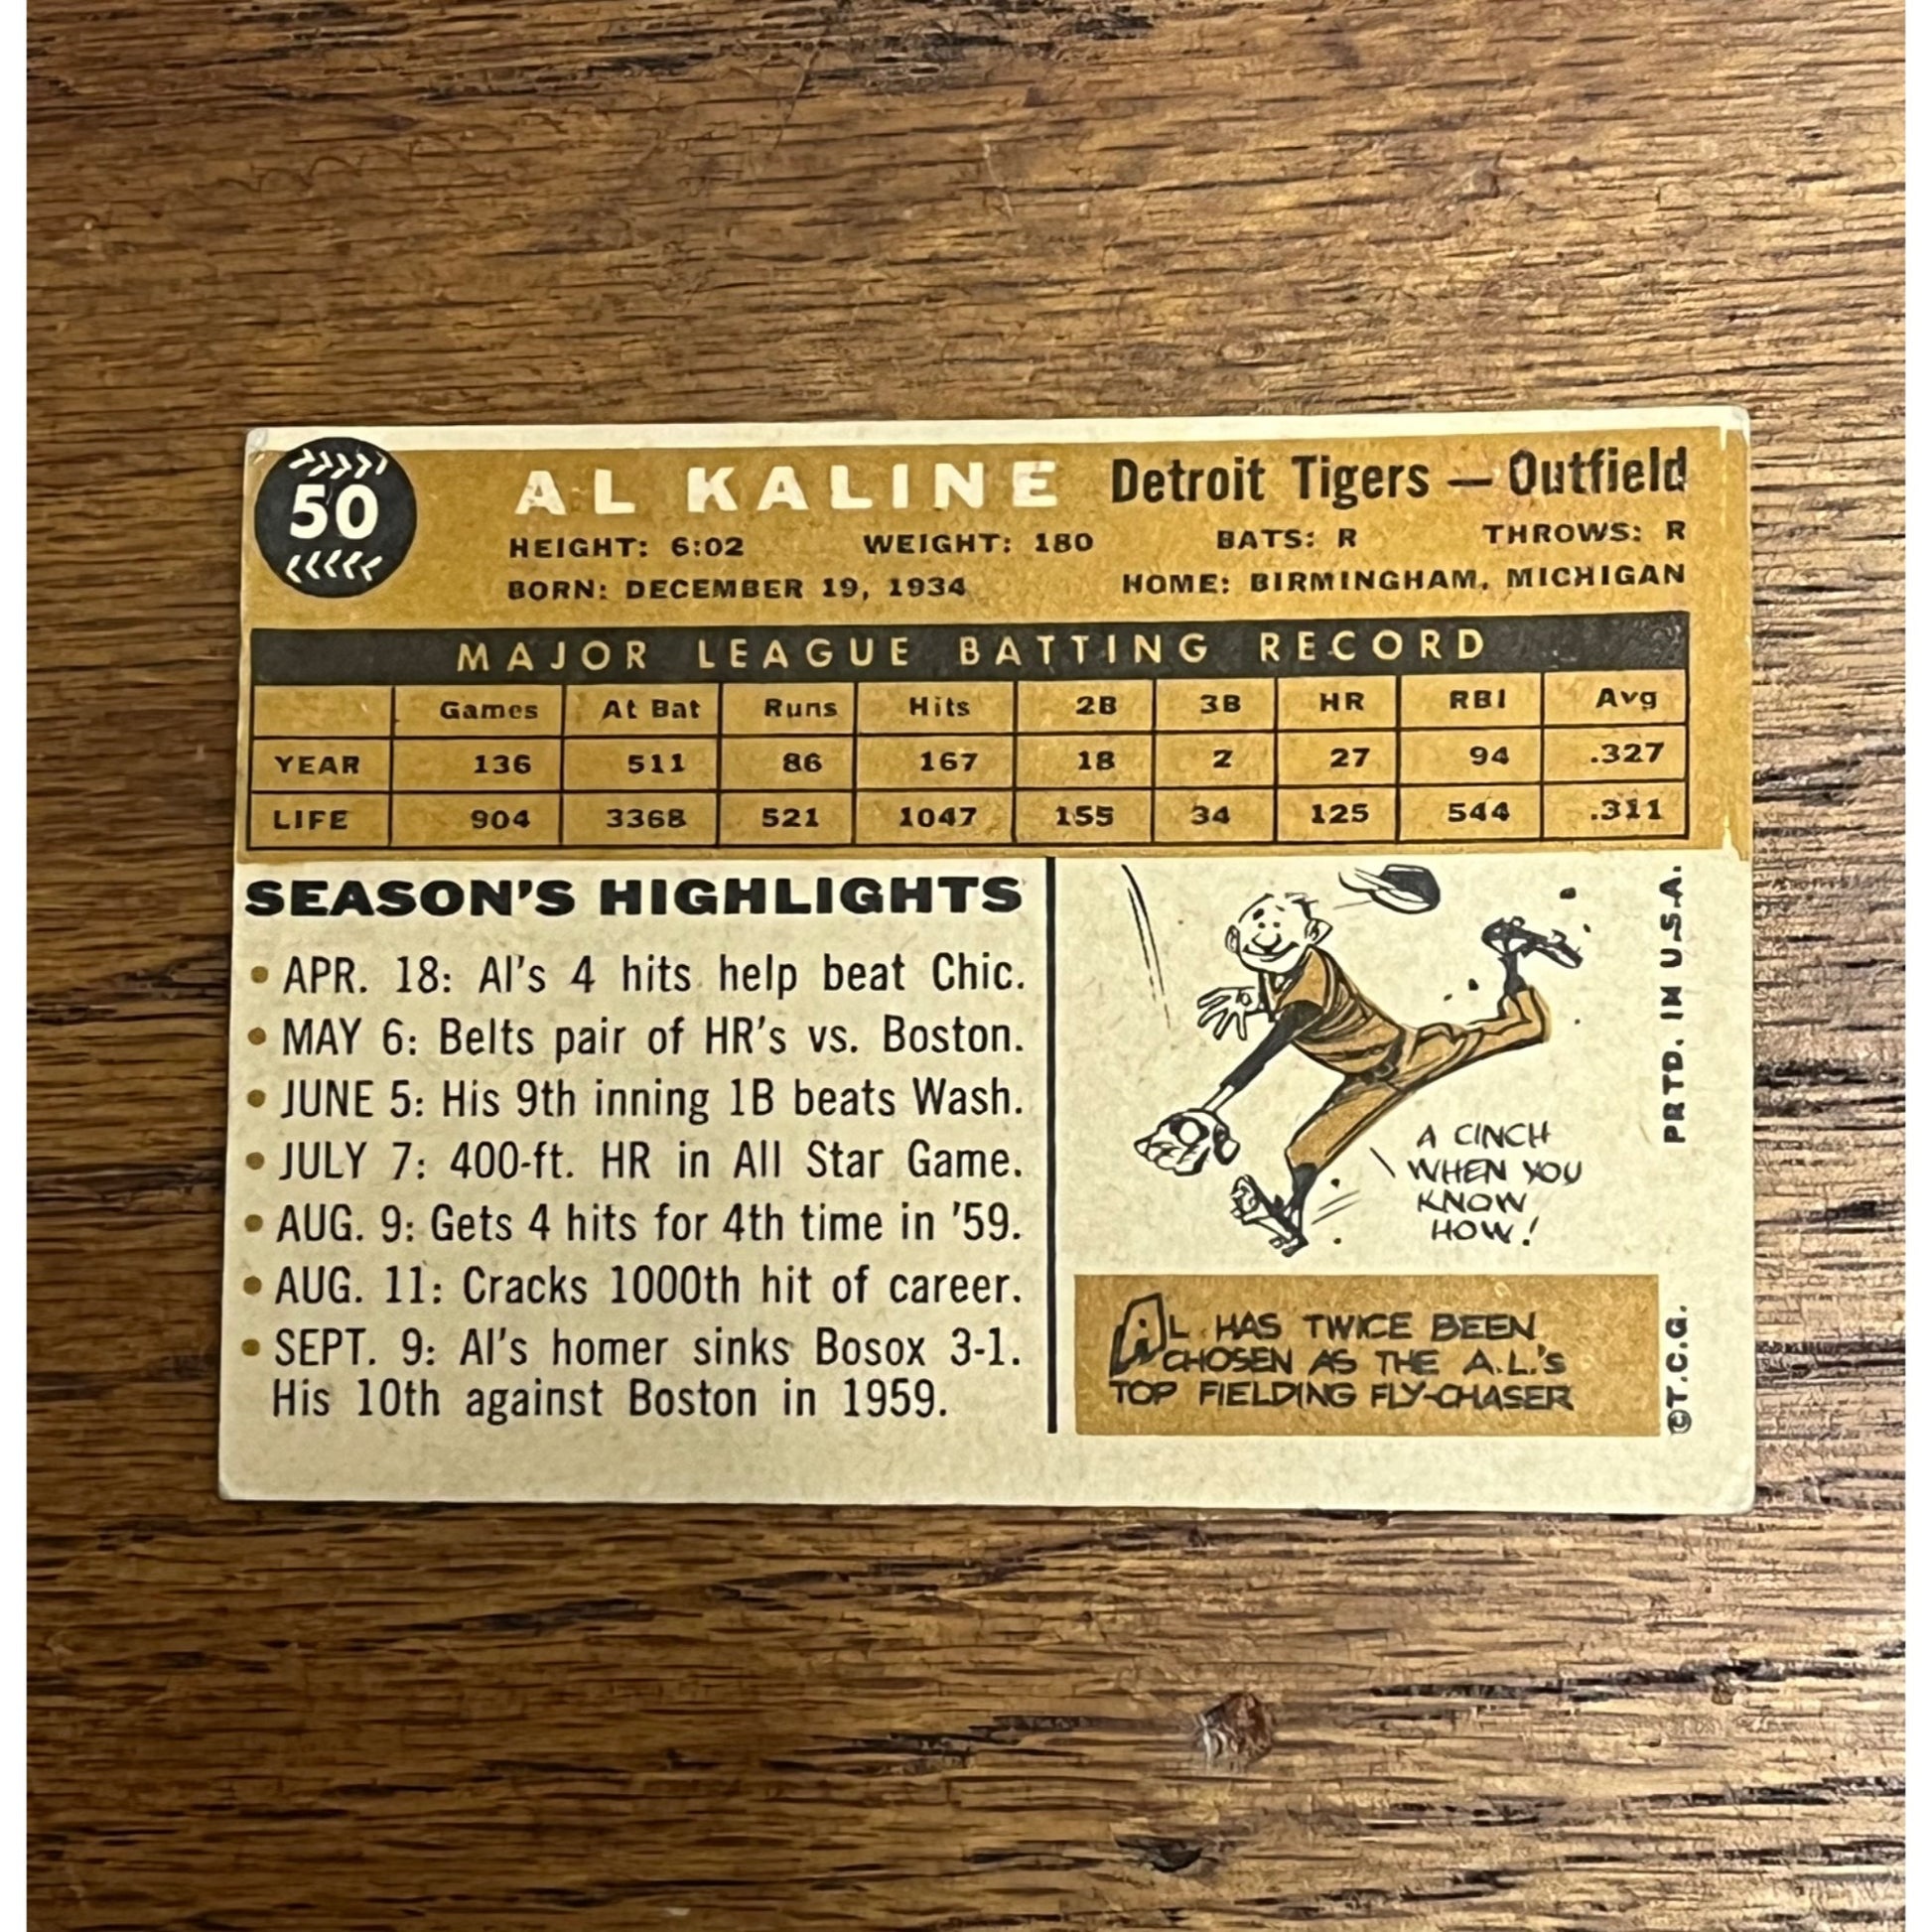 50
AL KALINE Detroit Tigers — Outfield
HEIGHT: 6:02 WEIGHT: 180 BATS: R THROWS: R
BORN: DECEMBER 19, 1934 HOME: BIRMINGHAM, MICHIGAN
MAJOR LEAGUE BATTING RECORD
Games At Bat Runs Hits 2B 3B HR RBI Avg
YEAR 136 511 86 167 18 2 27 94 .327
LIFE 904 3368 521 1047 155 34 125 544 .311
SEASON'S HIGHLIGHTS
• APR. 18: Al's 4 hits help beat Chic.
• MAY 6: Belts pair of HR's vs. Boston.
• JUNE 5: His 9th inning 1B beats Wash.
• JULY 7: 400-ft. HR in All Star Game.
• AUG. 9: Gets 4 hits for 4th time in '59.
• AUG. 11: Cracks 1000th hit of career.
• SEPT. 9: Al's homer sinks Bosox 3-1.
His 10th against Boston in 1959.
A CINCH
WHEN YOU
KNOW
HOW!
AL HAS TWICE BEEN
CHOSEN AS THE A.L.'s
TOP FIELDING FLY-CHASER
©T.C.G. PRTD. IN U.S.A.